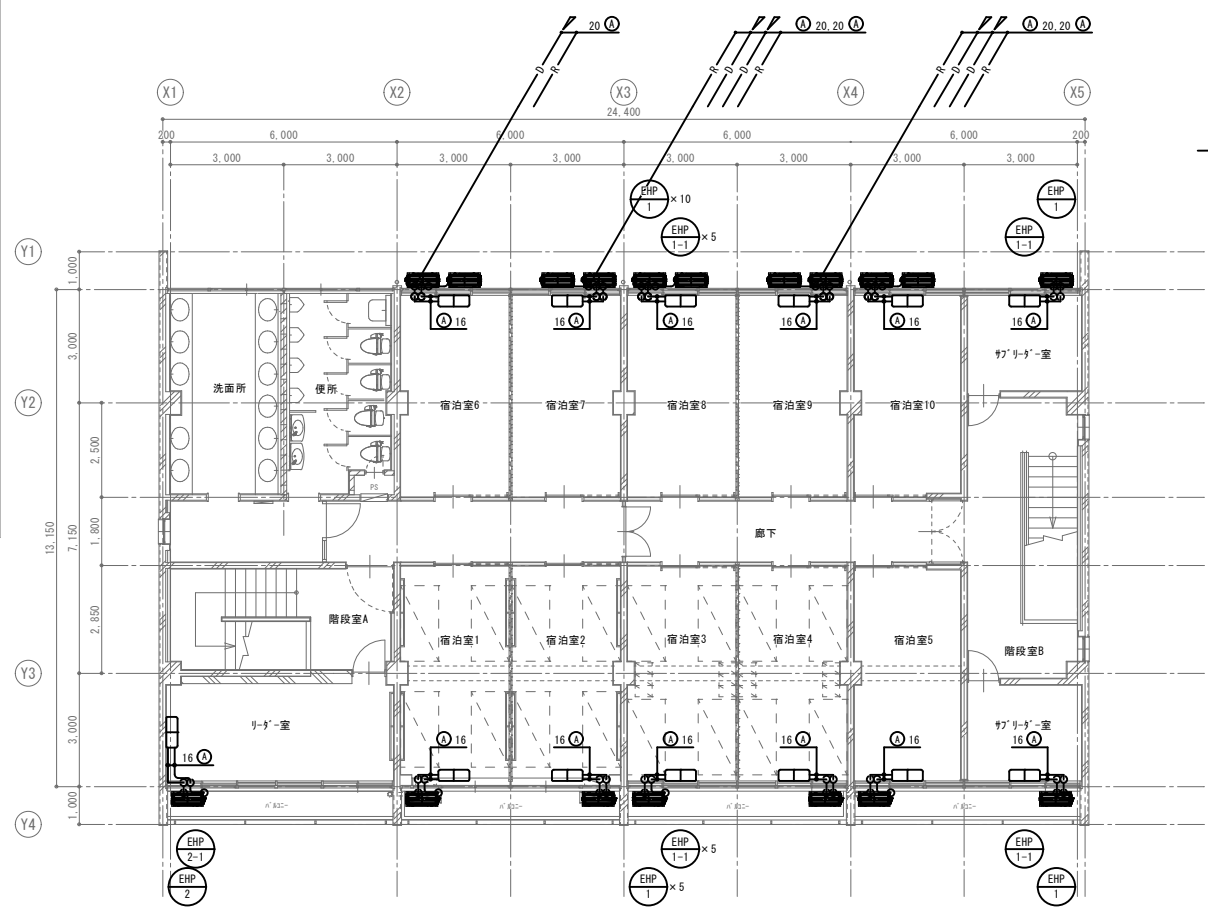 20 Ⓐ
Ⓐ 20,20 Ⓐ
Ⓐ 20,20 Ⓐ
D R
R D D R
R D D R
X1 X2 X3 X4 X5
24,400
200 6,000 6,000 6,000 6,000 200
3,000 3,000 3,000 3,000 3,000 3,000 3,000 3,000
EHP
1
×10
EHP
1
EHP
1-1
×5
EHP
1-1
Y1
1,000
Ⓐ 16
16 Ⓐ
Ⓐ 16
16 Ⓐ
Ⓐ 16
16 Ⓐ
3,000
サブリーダー室
洗面所
便所
Y2
宿泊室6
宿泊室7
宿泊室8
宿泊室9
宿泊室10
2,500
PS
13,150
7,150
1,800
廊下
2,850
階段室A
宿泊室1
宿泊室2
宿泊室3
宿泊室4
宿泊室5
階段室B
Y3
3,000
リーダー室
サブリーダー室
16 Ⓐ
Ⓐ 16
16 Ⓐ
Ⓐ 16
16 Ⓐ
Ⓐ 16
16 Ⓐ
1,000
バルコニー
バルコニー
バルコニー
バルコニー
Y4
EHP
2-1
EHP
1-1
×5
EHP
1-1
EHP
2
EHP
1
×5
EHP
1